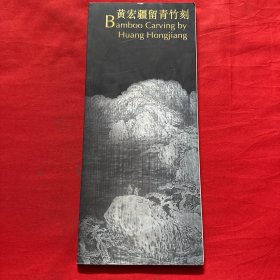 黃宏疆留青竹刻
Bamboo Carving by
Huang Hongjiang